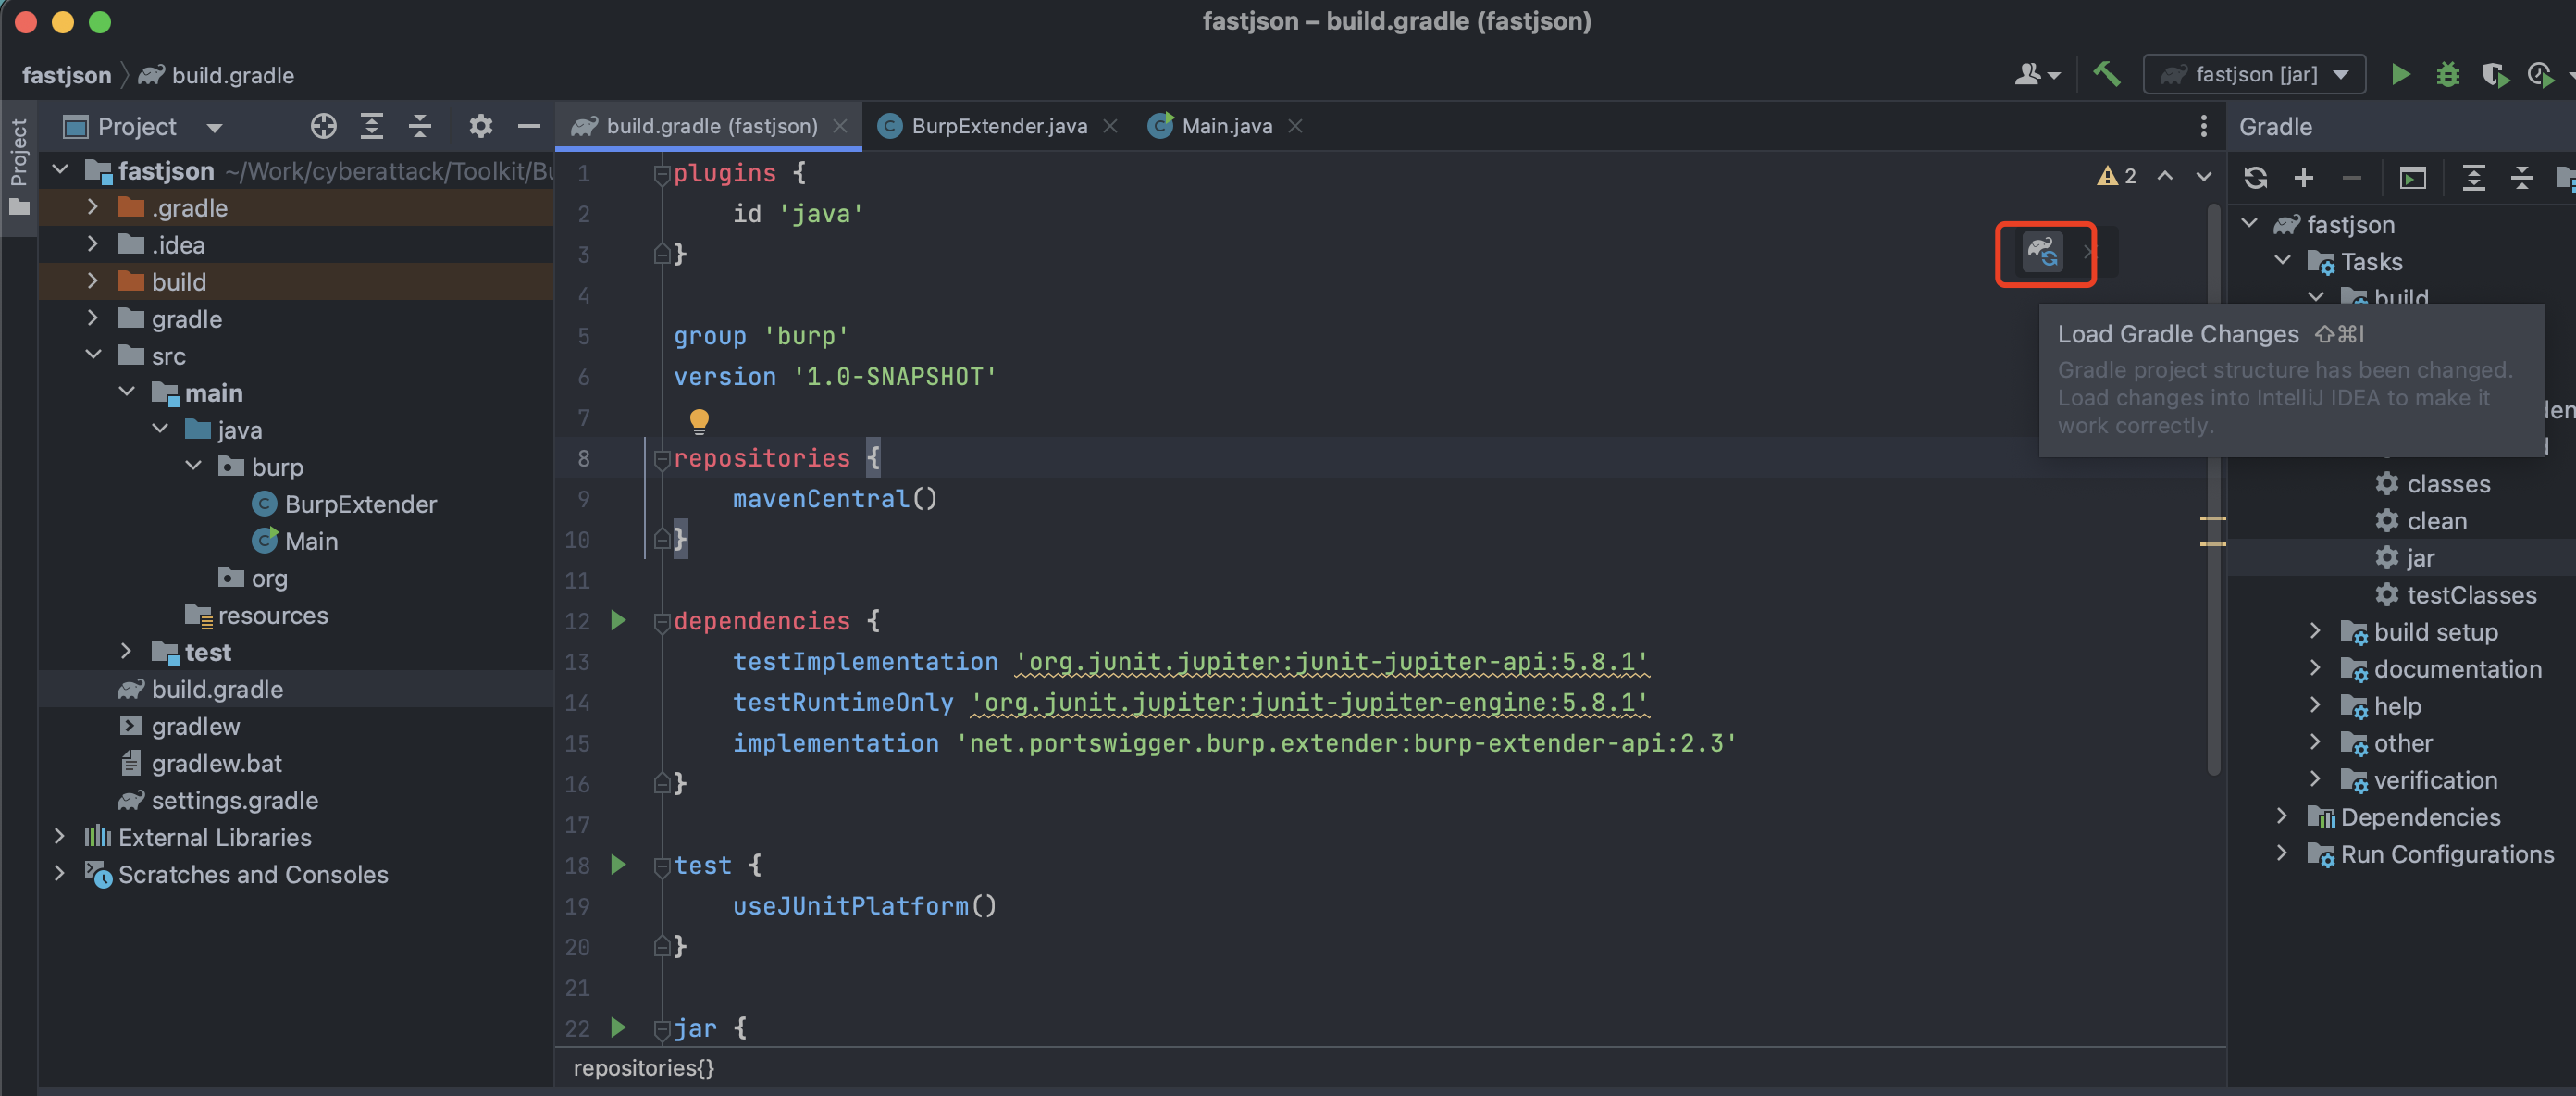 fastjson – build.gradle (fastjson)
fastjson build.gradle
fastjson [jar]
Project
Project
build.gradle (fastjson)
BurpExtender.java
Main.java
Gradle
fastjson ~/Work/cyberattack/Toolkit/Bu
.gradle
.idea
build
gradle
src
main
java
burp
BurpExtender
Main
org
resources
test
build.gradle
gradlew
gradlew.bat
settings.gradle
External Libraries
Scratches and Consoles
1 plugins {
2 id 'java'
3 }
4
5 group 'burp'
6 version '1.0-SNAPSHOT'
7
8 repositories {
9 mavenCentral()
10 }
11
12 dependencies {
13 testImplementation 'org.junit.jupiter:junit-jupiter-api:5.8.1'
14 testRuntimeOnly 'org.junit.jupiter:junit-jupiter-engine:5.8.1'
15 implementation 'net.portswigger.burp.extender:burp-extender-api:2.3'
16 }
17
18 test {
19 useJUnitPlatform()
20 }
21
22 jar {
repositories{}
2
Load Gradle Changes ⇧⌘I
Gradle project structure has been changed.
Load changes into IntelliJ IDEA to make it
work correctly.
fastjson
Tasks
build
classes
clean
jar
testClasses
build setup
documentation
help
other
verification
Dependencies
Run Configurations